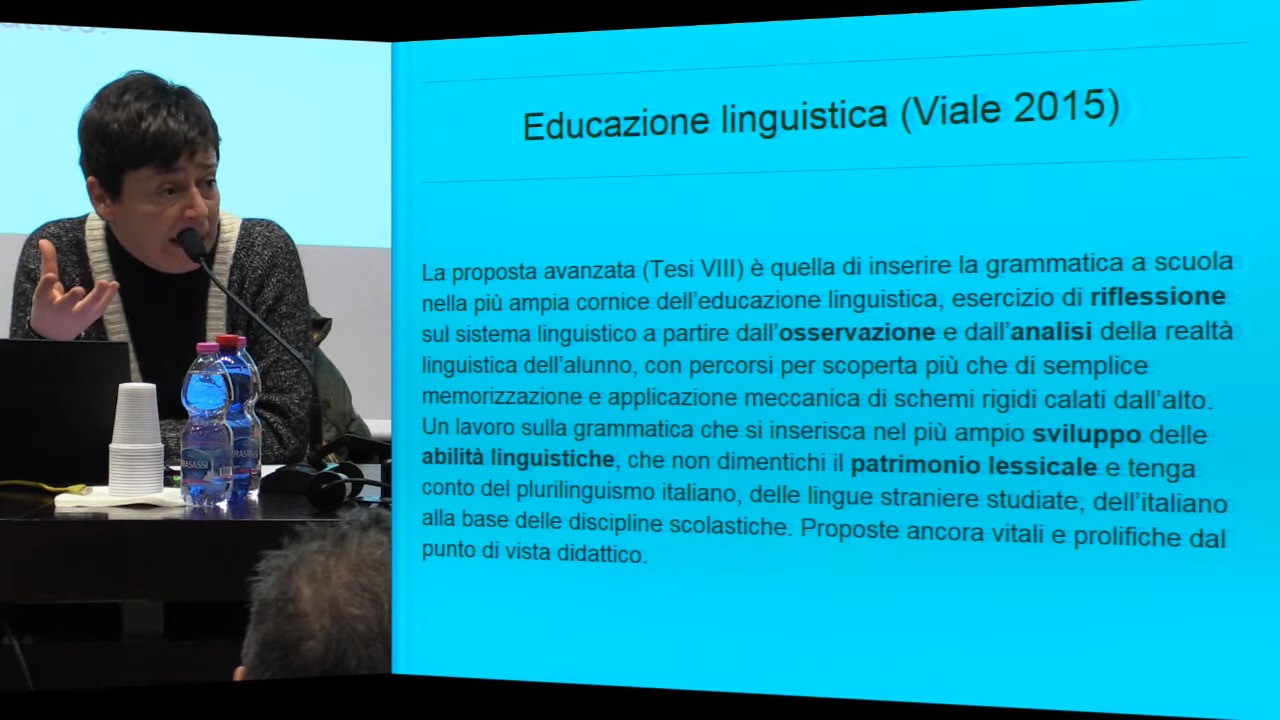 Educazione linguistica (Viale 2015)
La proposta avanzata (Tesi VIII) è quella di inserire la grammatica a scuola
nella più ampia cornice dell'educazione linguistica, esercizio di riflessione
sul sistema linguistico a partire dall'osservazione e dall'analisi della realtà
linguistica dell'alunno, con percorsi per scoperta più che di semplice
memorizzazione e applicazione meccanica di schemi rigidi calati dall'alto.
Un lavoro sulla grammatica che si inserisca nel più ampio sviluppo delle
abilità linguistiche, che non dimentichi il patrimonio lessicale e tenga
conto del plurilinguismo italiano, delle lingue straniere studiate, dell'italiano
alla base delle discipline scolastiche. Proposte ancora vitali e prolifiche dal
punto di vista didattico.